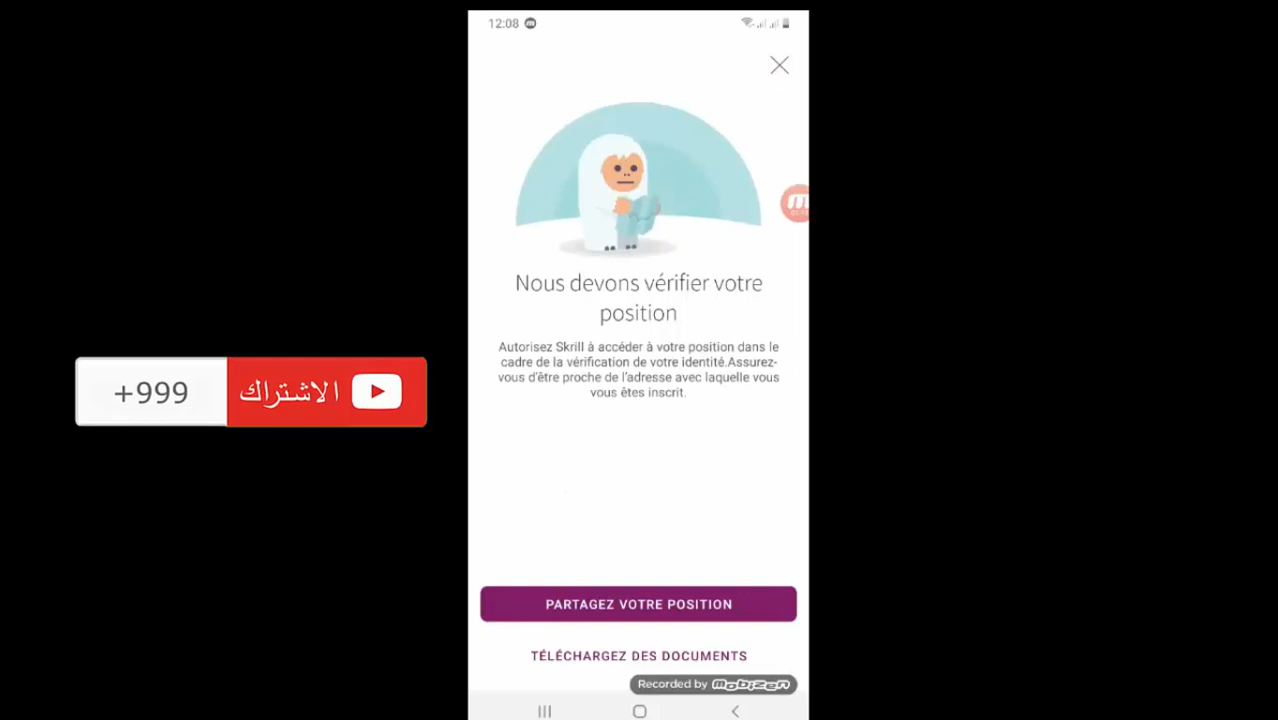 12:08
Nous devons vérifier votre
position
Autorisez Skrill à accéder à votre position dans le
cadre de la vérification de votre identité.Assurez-
vous d'être proche de l'adresse avec laquelle vous
vous êtes inscrit.
+999 الاشتراك
PARTAGEZ VOTRE POSITION
TÉLÉCHARGEZ DES DOCUMENTS
Recorded by mobizen